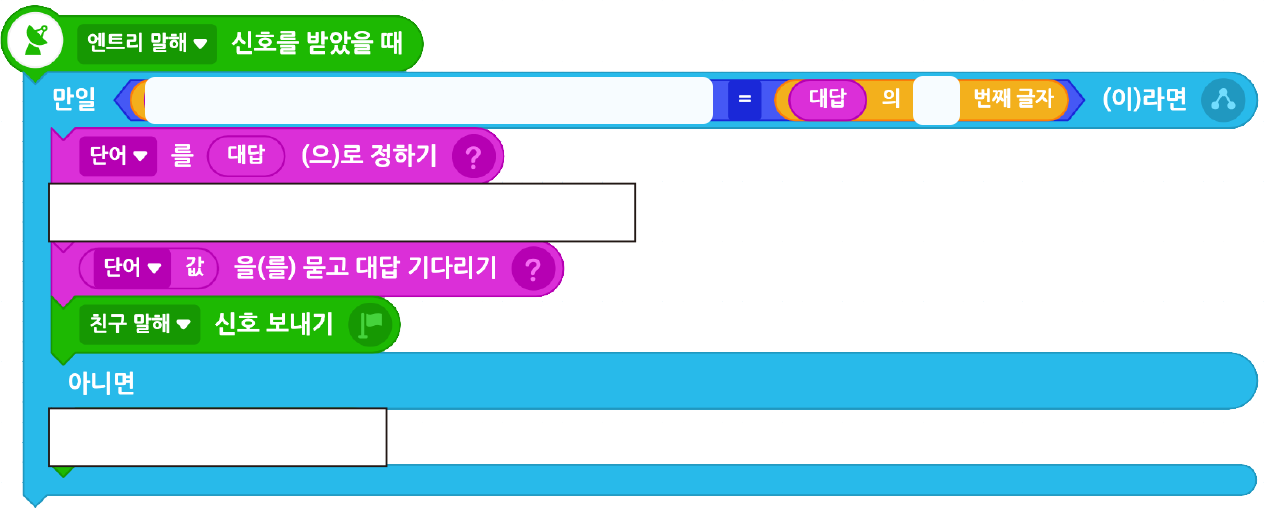 엔트리 말해 신호를 받았을 때
만일 = 대답 의 번째 글자 (이)라면
단어 를 대답 (으)로 정하기 ?
단어 값 을(를) 묻고 대답 기다리기 ?
친구 말해 신호 보내기
아니면